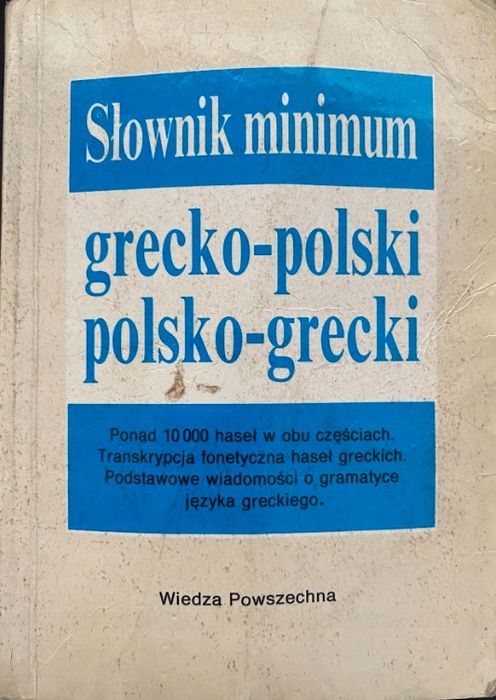 Słownik minimum
grecko-polski
polsko-grecki
Ponad 10 000 haseł w obu częściach.
Transkrypcja fonetyczna haseł greckich.
Podstawowe wiadomości o gramatyce
języka greckiego.
Wiedza Powszechna